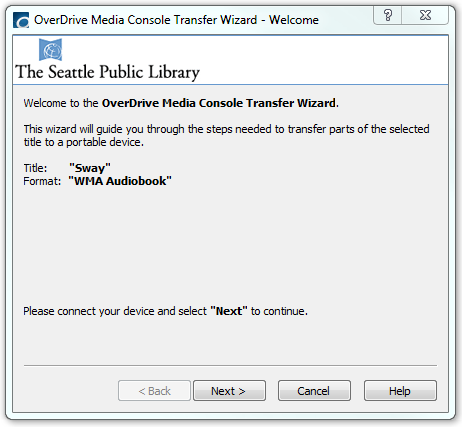 OverDrive Media Console Transfer Wizard - Welcome
The Seattle Public Library
Welcome to the OverDrive Media Console Transfer Wizard.
This wizard will guide you through the steps needed to transfer parts of the selected
title to a portable device.
Title: "Sway"
Format: "WMA Audiobook"
Please connect your device and select "Next" to continue.
< Back Next > Cancel Help